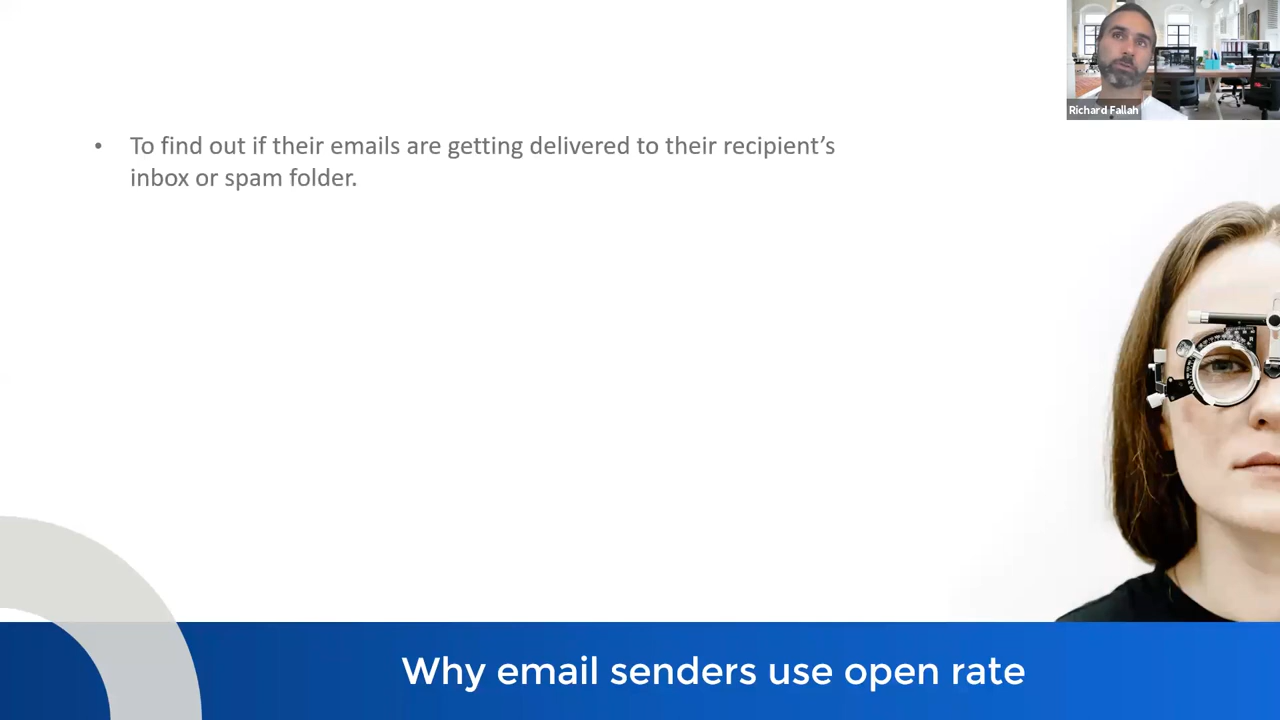 Richard Fallah
• To find out if their emails are getting delivered to their recipient’s
inbox or spam folder.
Why email senders use open rate